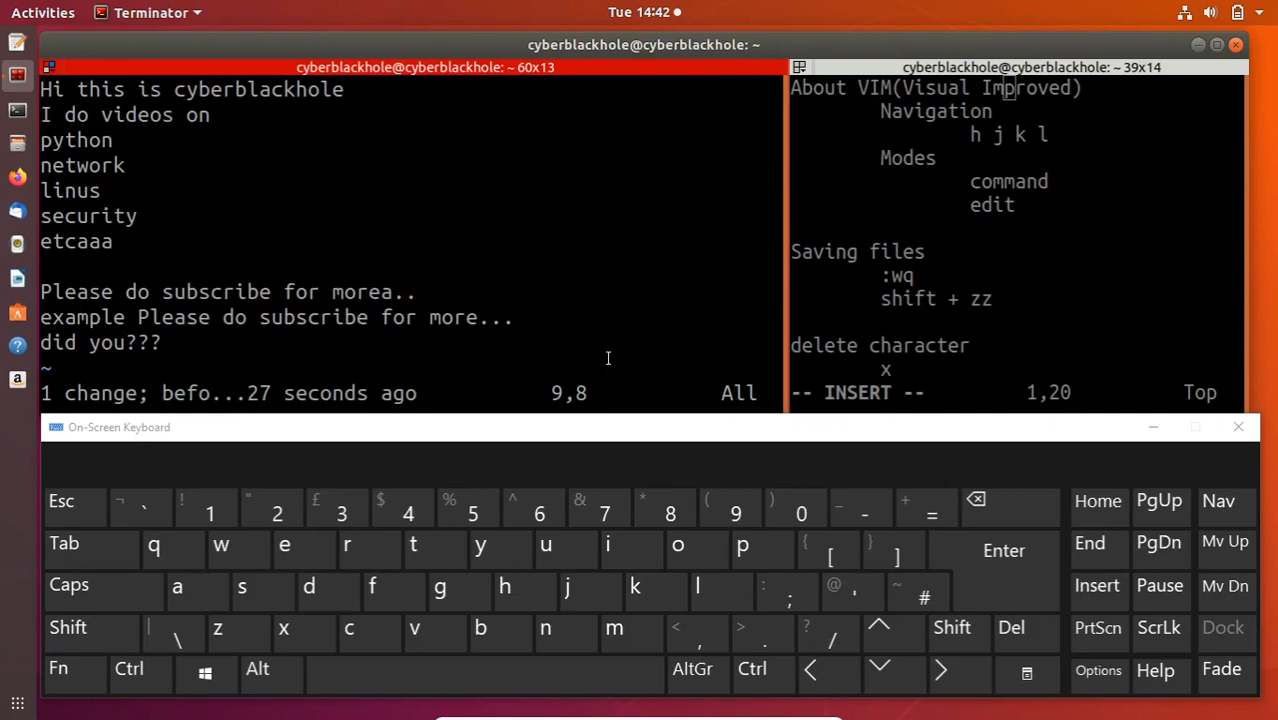 Activities Terminator Tue 14:42
cyberblackhole@cyberblackhole: ~
cyberblackhole@cyberblackhole: ~ 60x13
Hi this is cyberblackhole
I do videos on
python
network
linus
security
etcaaa
Please do subscribe for morea..
example Please do subscribe for more...
did you???
~
1 change; befo...27 seconds ago 9,8 All
cyberblackhole@cyberblackhole: ~ 39x14
About VIM(Visual Improved)
Navigation
h j k l
Modes
command
edit
Saving files
:wq
shift + zz
delete character
x
-- INSERT -- 1,20 Top
On-Screen Keyboard
Esc ¬ ` ! 1 " 2 £ 3 $ 4 % 5 ^ 6 & 7 * 8 ( 9 ) 0 _ - + = Home PgUp Nav
Tab q w e r t y u i o p { [ } ] Enter End PgDn Mv Up
Caps a s d f g h j k l : ; @ ' ~ # Insert Pause Mv Dn
Shift | \ z x c v b n m < , > . ? / Shift Del PrtScn ScrLk Dock
Fn Ctrl Alt AltGr Ctrl Options Help Fade